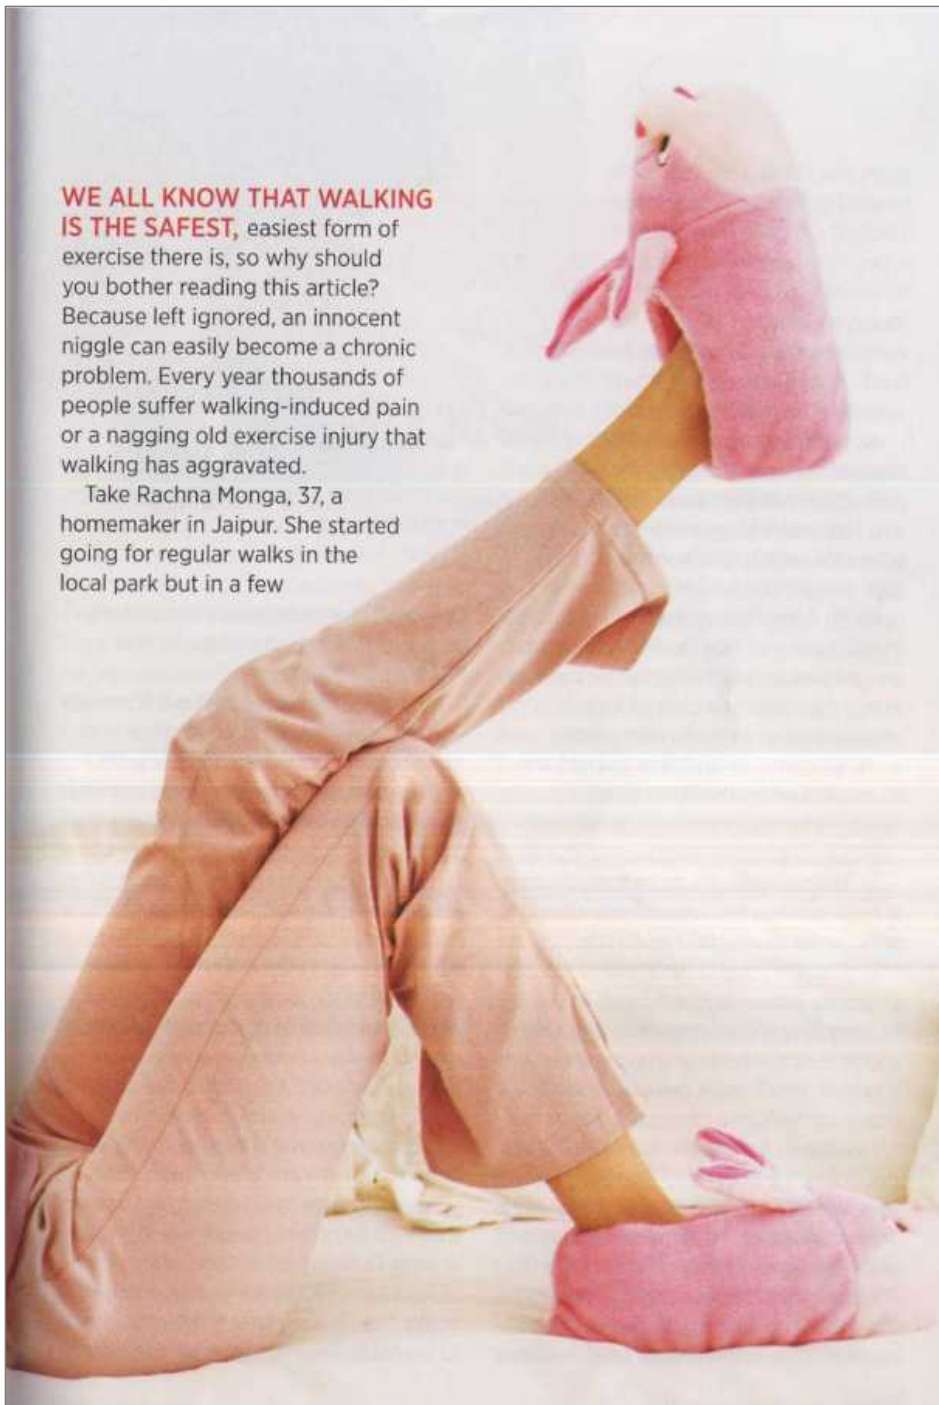 WE ALL KNOW THAT WALKING
IS THE SAFEST, easiest form of
exercise there is, so why should
you bother reading this article?
Because left ignored, an innocent
niggle can easily become a chronic
problem. Every year thousands of
people suffer walking-induced pain
or a nagging old exercise injury that
walking has aggravated.
Take Rachna Monga, 37, a
homemaker in Jaipur. She started
going for regular walks in the
local park but in a few